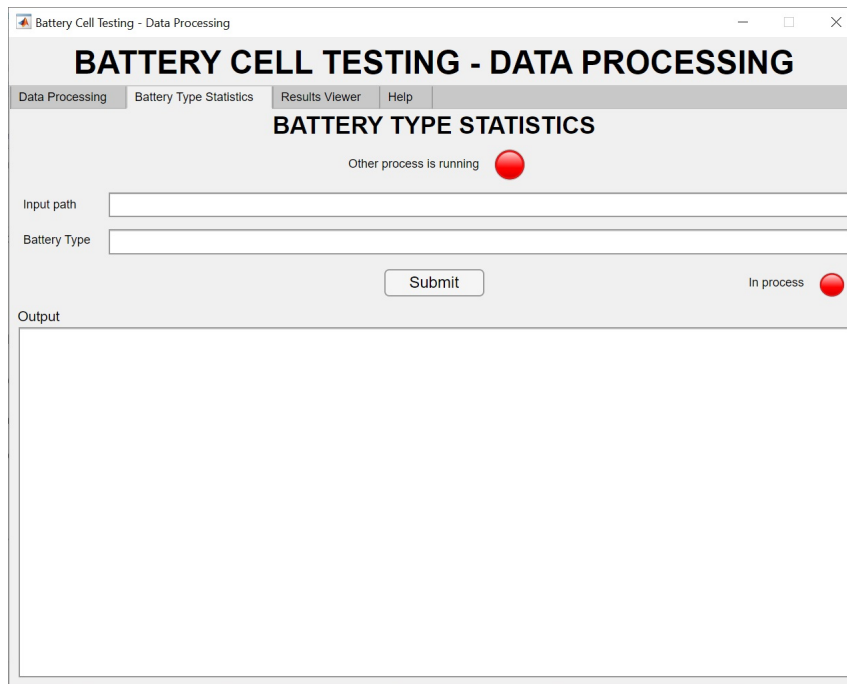 Battery Cell Testing - Data Processing
BATTERY CELL TESTING - DATA PROCESSING
Data Processing Battery Type Statistics Results Viewer Help
BATTERY TYPE STATISTICS
Other process is running
Input path
Battery Type
Submit In process
Output